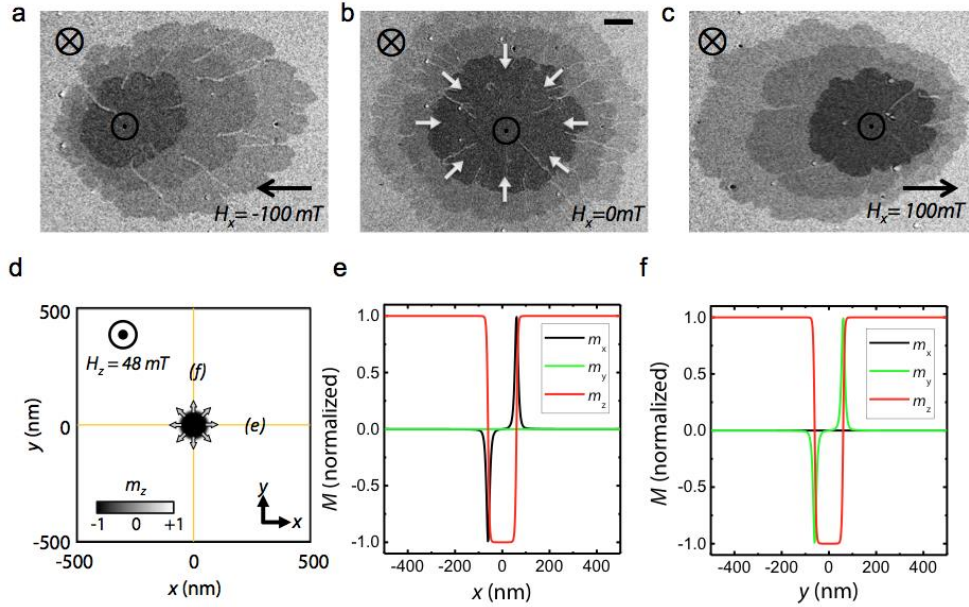 a
b
c
H_x = -100 mT
H_x=0mT
H_x = 100 mT
d
e
f
500
0
-500
y (nm)
H_z = 48 mT
(f)
(e)
m_z
-1 0 +1
y
x
-500 0 500
x (nm)
1.0
0.5
0.0
-0.5
-1.0
M (normalized)
m_x
m_y
m_z
-400 -200 0 200 400
x (nm)
1.0
0.5
0.0
-0.5
-1.0
M (normalized)
m_x
m_y
m_z
-400 -200 0 200 400
y (nm)